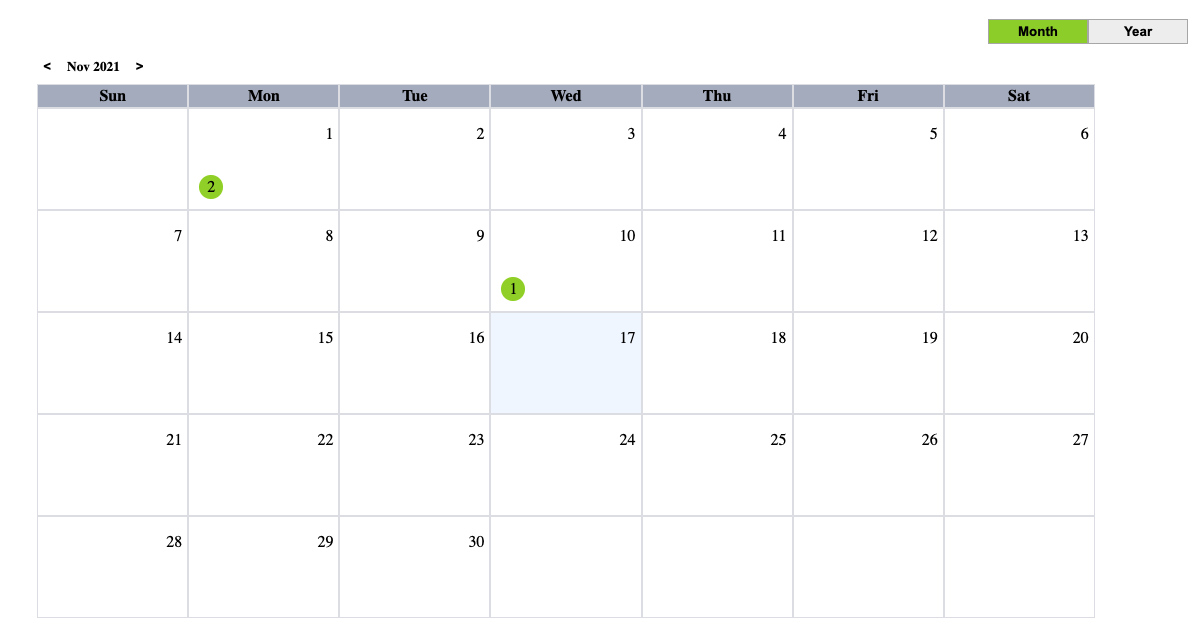 Month Year
< Nov 2021 >
Sun Mon Tue Wed Thu Fri Sat
1 2 3 4 5 6
2
7 8 9 10 11 12 13
1
14 15 16 17 18 19 20
21 22 23 24 25 26 27
28 29 30